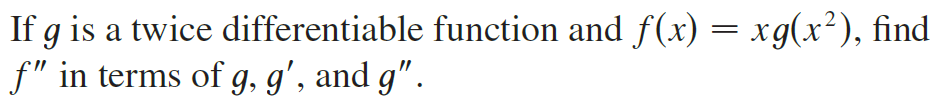 If g is a twice differentiable function and f(x) = xg(x²), find
f″ in terms of g, g′, and g″.